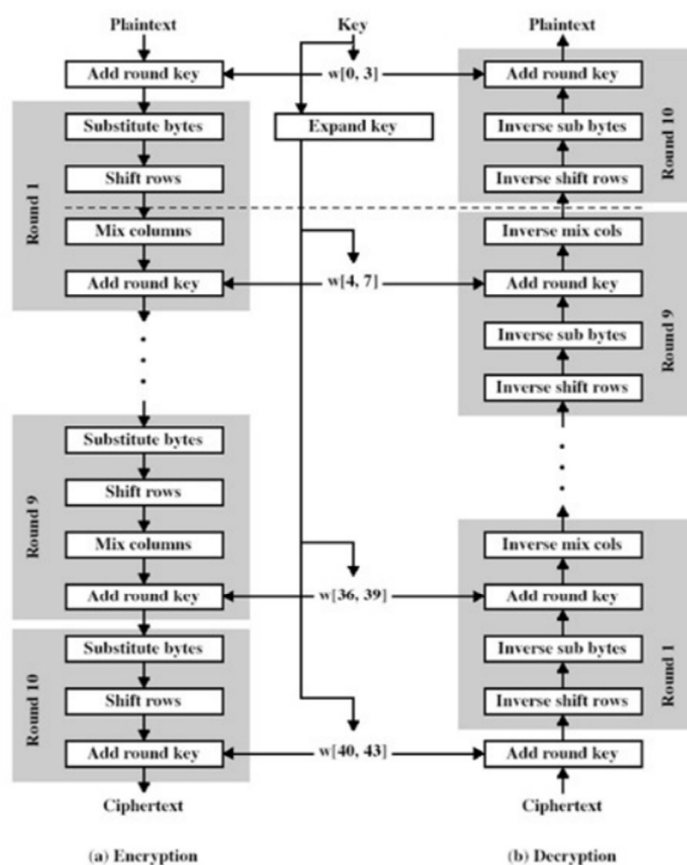 Plaintext
Add round key
Substitute bytes
Shift rows
Mix columns
Add round key
Round 1
Substitute bytes
Shift rows
Mix columns
Add round key
Round 9
Substitute bytes
Shift rows
Add round key
Round 10
Ciphertext
(a) Encryption
Key
w[0, 3]
Expand key
w[4, 7]
w[36, 39]
w[40, 43]
Plaintext
Add round key
Inverse sub bytes
Inverse shift rows
Round 10
Inverse mix cols
Add round key
Inverse sub bytes
Inverse shift rows
Round 9
Inverse mix cols
Add round key
Inverse sub bytes
Inverse shift rows
Round 1
Add round key
Ciphertext
(b) Decryption